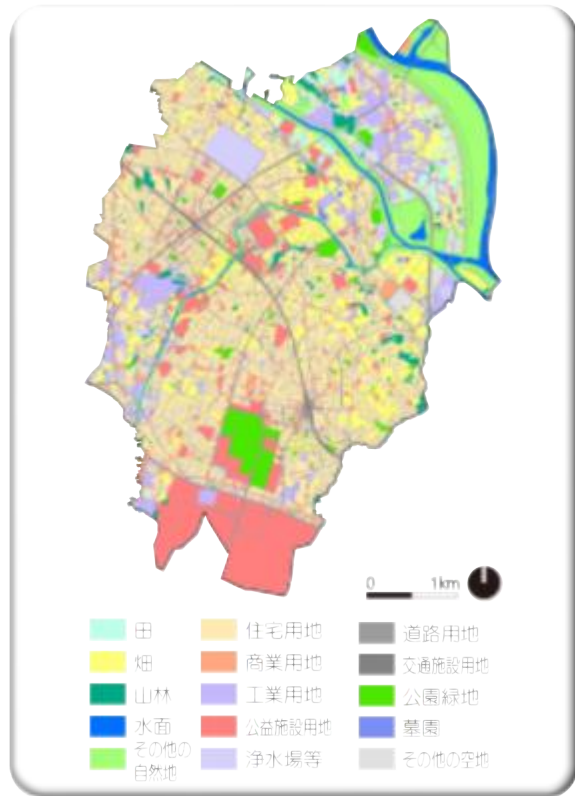 0 1km
田
畑
山林
水面
その他の
自然地
住宅用地
商業用地
工業用地
公益施設用地
浄水場等
道路用地
交通施設用地
公園緑地
墓園
その他の空地